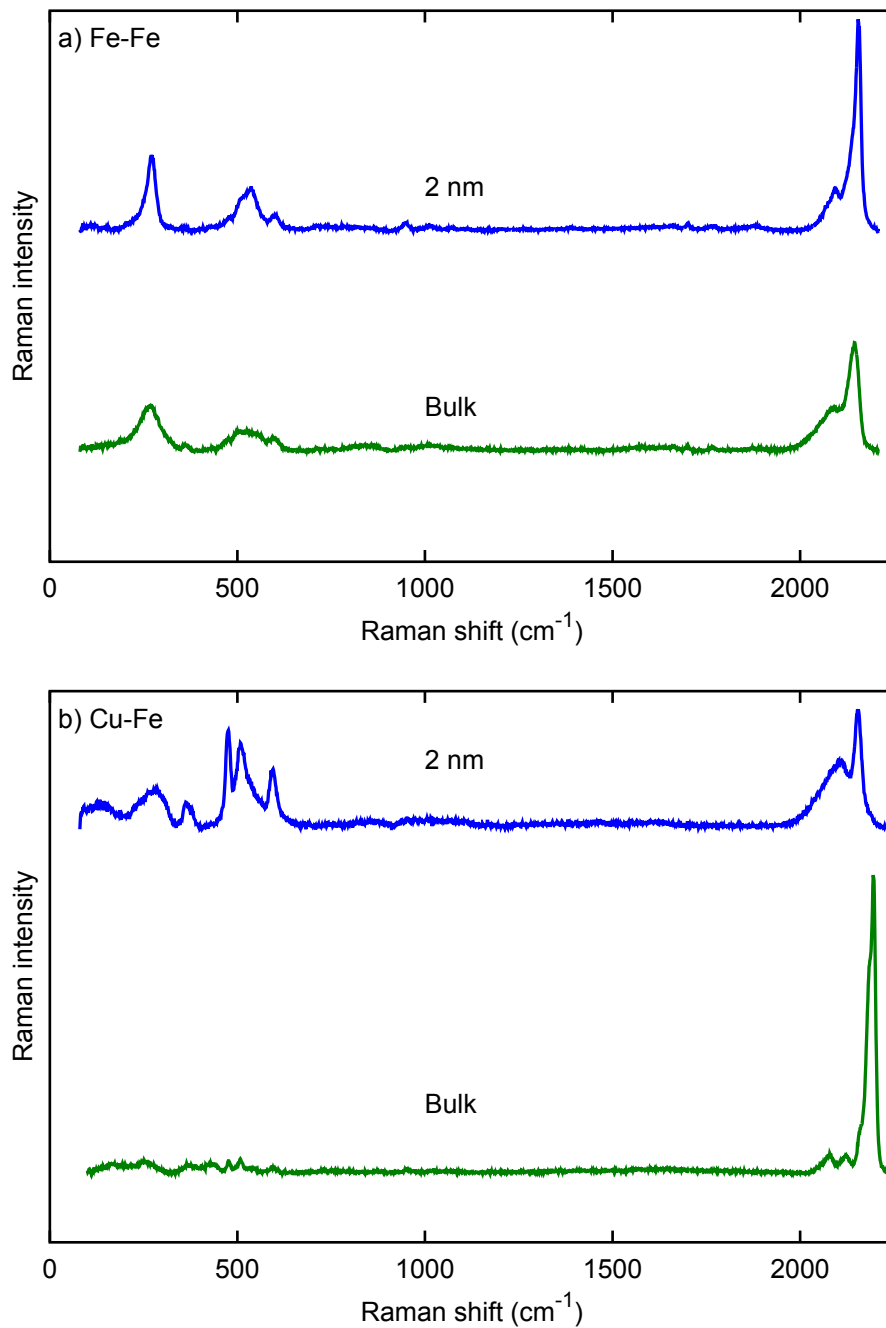 a) Fe-Fe
2 nm
Bulk
Raman intensity
0 500 1000 1500 2000
Raman shift (cm⁻¹)
b) Cu-Fe
2 nm
Bulk
Raman intensity
0 500 1000 1500 2000
Raman shift (cm⁻¹)